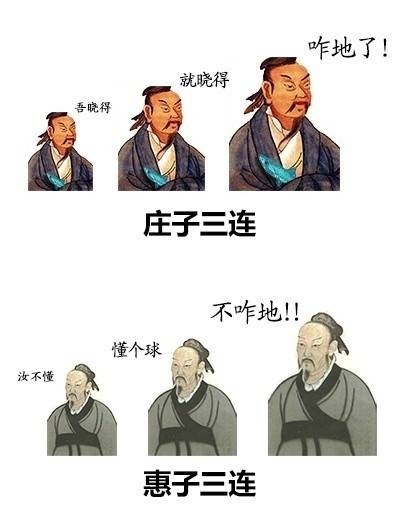 吾晓得
就晓得
咋地了!
庄子三连
汝不懂
懂个球
不咋地!!
惠子三连